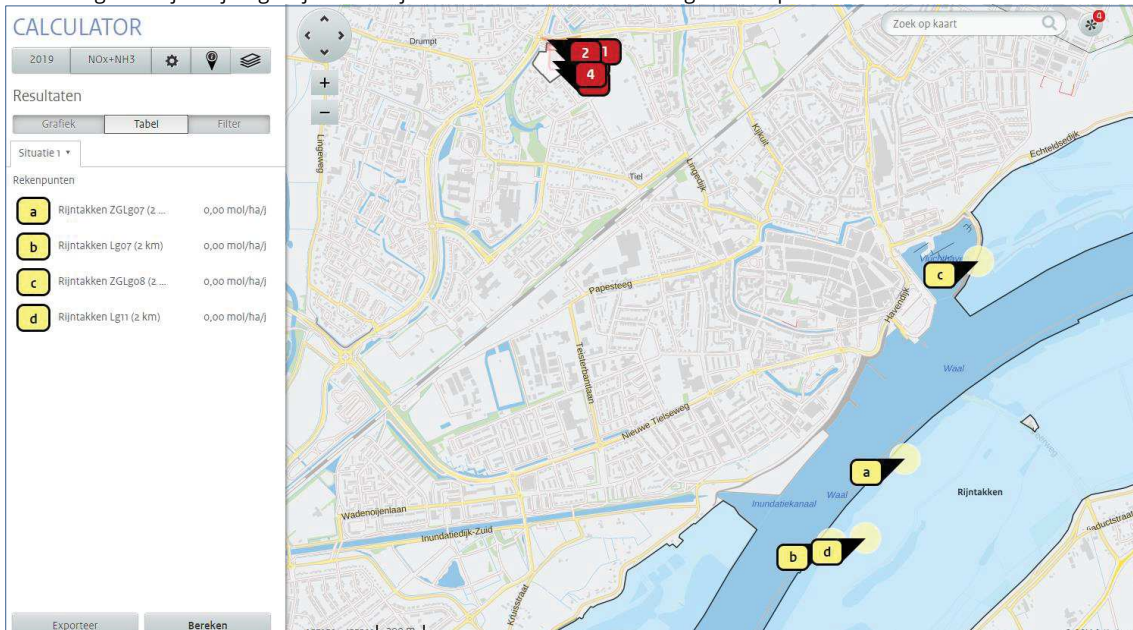 CALCULATOR
2019 NOx+NH3
Resultaten
Grafiek Tabel Filter
Situatie 1
Rekenpunten
a Rijntakken ZGLg07 (2 ... 0,00 mol/ha/j
b Rijntakken Lg07 (2 km) 0,00 mol/ha/j
c Rijntakken ZGLg08 (2 ... 0,00 mol/ha/j
d Rijntakken Lg11 (2 km) 0,00 mol/ha/j
Exporteer Bereken
Zoek op kaart
4
Drumpt
2 1
4
Lingeweg
Kijkuit
Lingedijk
Echteldsedijk
Tiel
c
Papesteeg
Havendijk
Waal
Teisterbantlaan
Nieuwe Tielseweg
a
Rijntakken
Waal
Inundatiekanaal
Wadenoijenlaan
Inundatiedijk-Zuid
b d
Kruisstraat